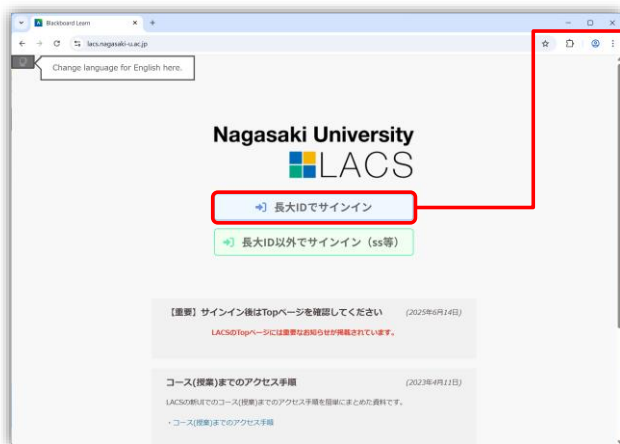 Blackboard Learn
lacs.nagasaki-u.ac.jp
Change language for English here.
Nagasaki University
LACS
長大IDでサインイン
長大ID以外でサインイン（ss等）
【重要】サインイン後はTopページを確認してください (2025年6月14日)
LACSのTopページには重要なお知らせが掲載されています。
コース(授業)までのアクセス手順 (2023年4月11日)
LACSの新UIでのコース(授業)までのアクセス手順を簡単にまとめた資料です。
・コース(授業)までのアクセス手順